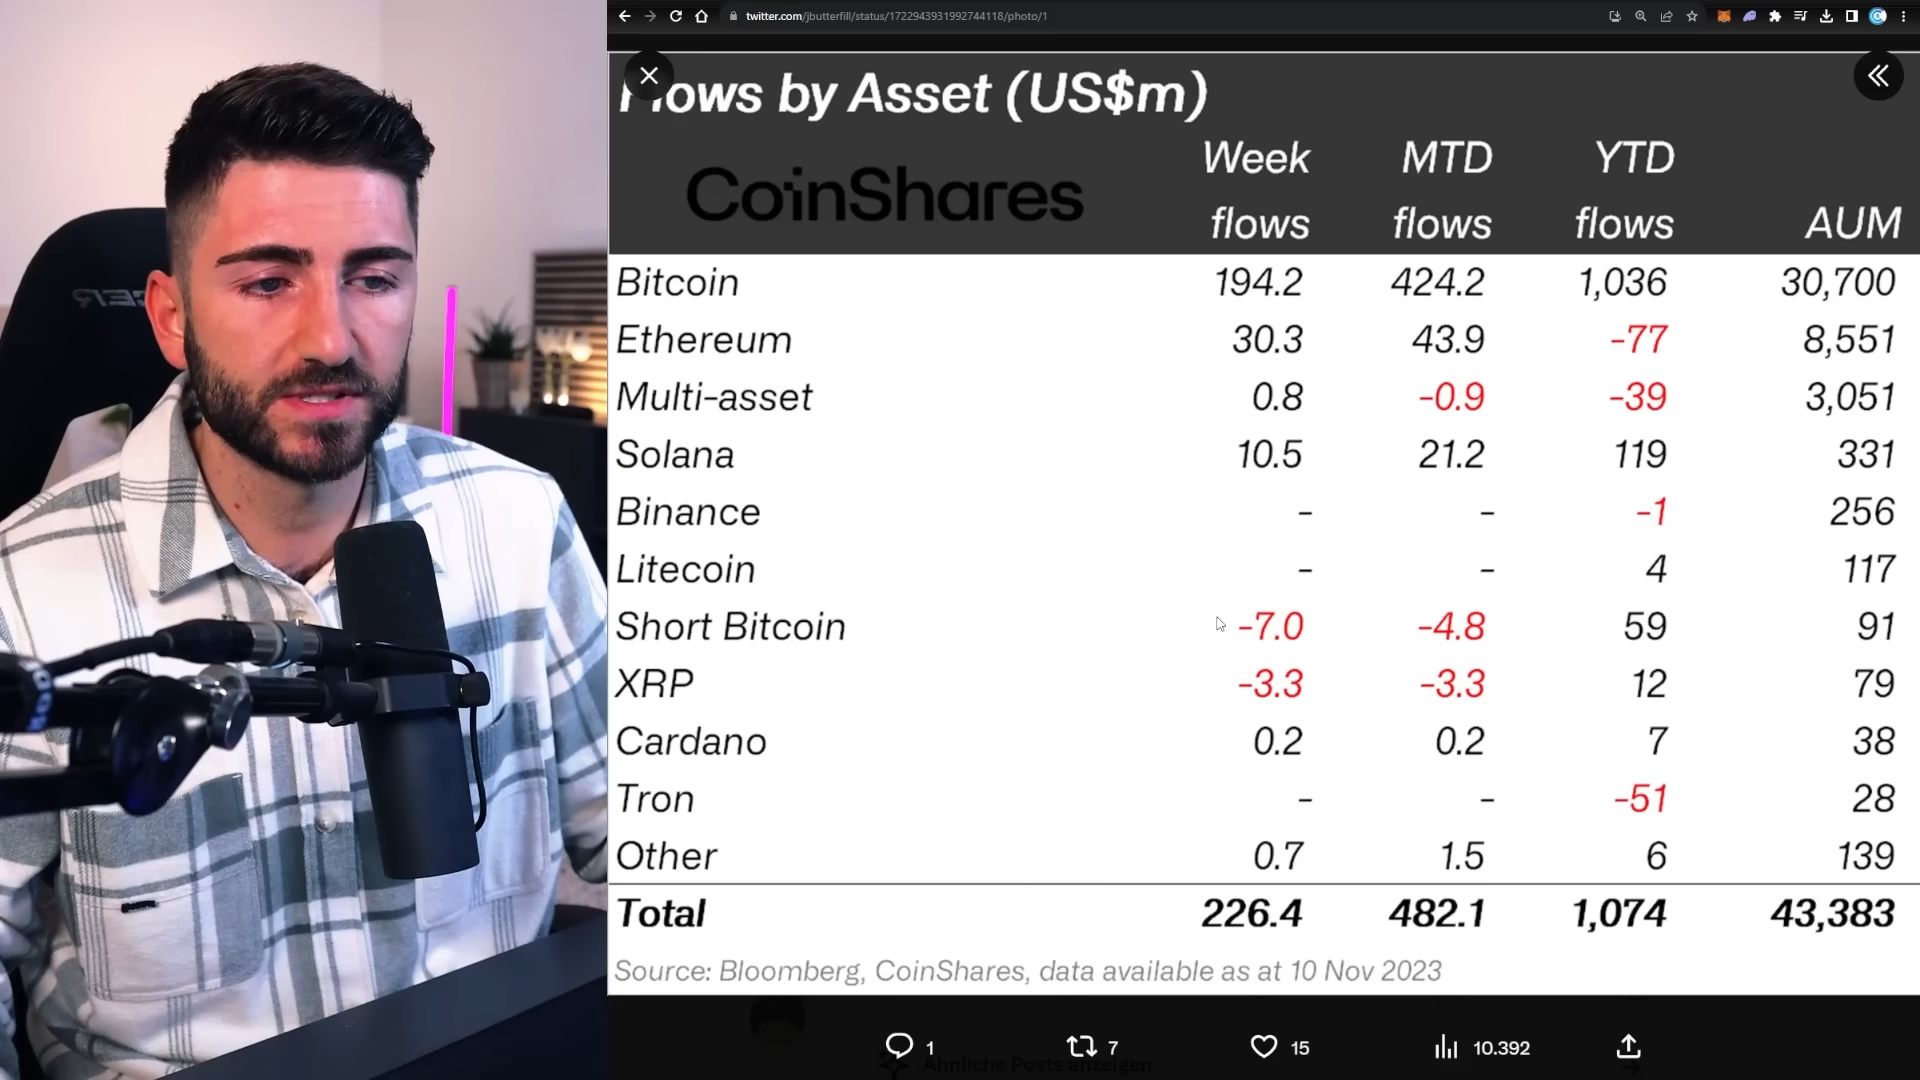 twitter.com/jbutterfill/status/1722943931992744118/photo/1
Flows by Asset (US$m)
CoinShares
Week flows MTD flows YTD flows AUM
Bitcoin 194.2 424.2 1,036 30,700
Ethereum 30.3 43.9 -77 8,551
Multi-asset 0.8 -0.9 -39 3,051
Solana 10.5 21.2 119 331
Binance - - -1 256
Litecoin - - 4 117
Short Bitcoin -7.0 -4.8 59 91
XRP -3.3 -3.3 12 79
Cardano 0.2 0.2 7 38
Tron - - -51 28
Other 0.7 1.5 6 139
Total 226.4 482.1 1,074 43,383
Source: Bloomberg, CoinShares, data available as at 10 Nov 2023
1 7 15 10.392
Ähnliche Posts anzeigen